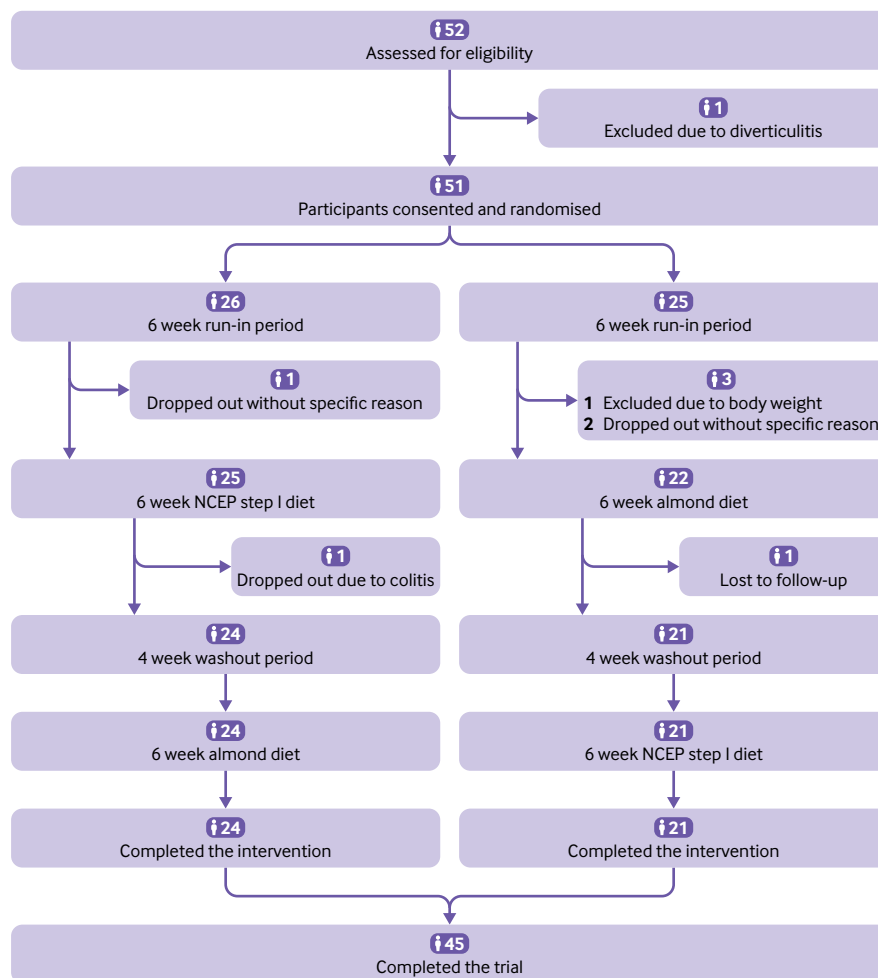 52
Assessed for eligibility
1
Excluded due to diverticulitis
51
Participants consented and randomised
26
6 week run-in period
25
6 week run-in period
1
Dropped out without specific reason
3
1 Excluded due to body weight
2 Dropped out without specific reason
25
6 week NCEP step I diet
22
6 week almond diet
1
Dropped out due to colitis
1
Lost to follow-up
24
4 week washout period
21
4 week washout period
24
6 week almond diet
21
6 week NCEP step I diet
24
Completed the intervention
21
Completed the intervention
45
Completed the trial